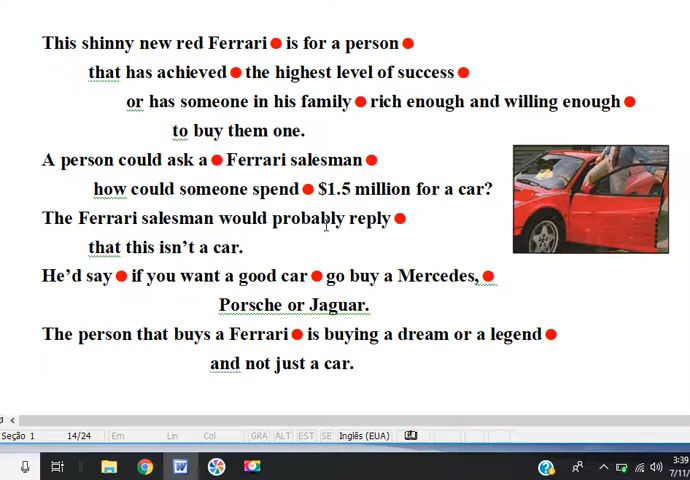 This shinny new red Ferrari is for a person
that has achieved the highest level of success
or has someone in his family rich enough and willing enough
to buy them one.
A person could ask a Ferrari salesman
how could someone spend $1.5 million for a car?
The Ferrari salesman would probably reply
that this isn't a car.
He'd say if you want a good car go buy a Mercedes,
Porsche or Jaguar.
The person that buys a Ferrari is buying a dream or a legend
and not just a car.
Seção 1 14/24 Em Lin Col GRA ALT EST SE Inglês (EUA)
3:39
7/11/